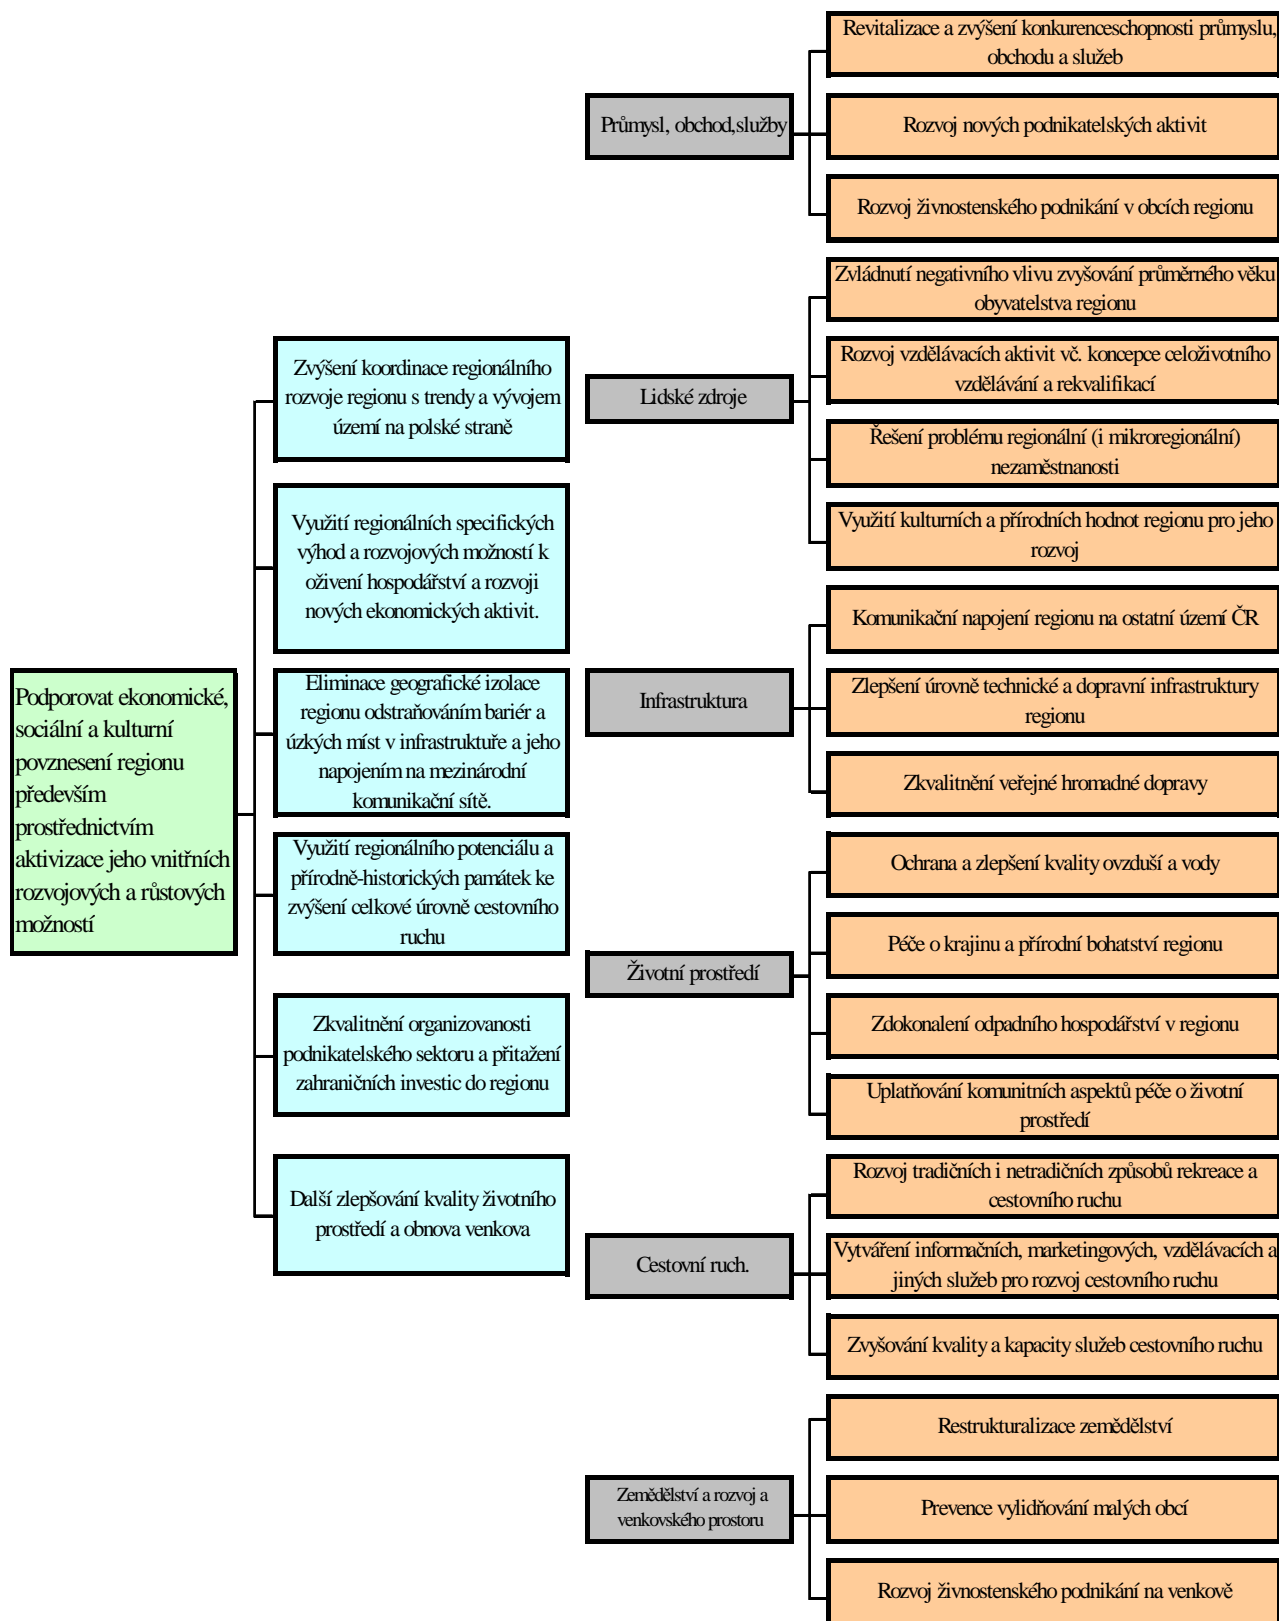 Podporovat ekonomické,
sociální a kulturní
povznesení regionu
především
prostřednictvím
aktivizace jeho vnitřních
rozvojových a růstových
možností
Zvýšení koordinace regionálního
rozvoje regionu s trendy a vývojem
území na polské straně
Využití regionálních specifických
výhod a rozvojových možností k
oživení hospodářství a rozvoji
nových ekonomických aktivit.
Eliminace geografické izolace
regionu odstraňováním bariér a
úzkých míst v infrastruktuře a jeho
napojením na mezinárodní
komunikační sítě.
Využití regionálního potenciálu a
přírodně-historických památek ke
zvýšení celkové úrovně cestovního
ruchu
Zkvalitnění organizovanosti
podnikatelského sektoru a přitažení
zahraničních investic do regionu
Další zlepšování kvality životního
prostředí a obnova venkova
Průmysl, obchod,služby
Revitalizace a zvýšení konkurenceschopnosti průmyslu,
obchodu a služeb
Rozvoj nových podnikatelských aktivit
Rozvoj živnostenského podnikání v obcích regionu
Lidské zdroje
Zvládnutí negativního vlivu zvyšování průměrného věku
obyvatelstva regionu
Rozvoj vzdělávacích aktivit vč. koncepce celoživotního
vzdělávání a rekvalifikací
Řešení problému regionální (i mikroregionální)
nezaměstnanosti
Využití kulturních a přírodních hodnot regionu pro jeho
rozvoj
Infrastruktura
Komunikační napojení regionu na ostatní území ČR
Zlepšení úrovně technické a dopravní infrastruktury
regionu
Zkvalitnění veřejné hromadné dopravy
Životní prostředí
Ochrana a zlepšení kvality ovzduší a vody
Péče o krajinu a přírodní bohatství regionu
Zdokonalení odpadního hospodářství v regionu
Uplatňování komunitních aspektů péče o životní
prostředí
Cestovní ruch.
Rozvoj tradičních i netradičních způsobů rekreace a
cestovního ruchu
Vytváření informačních, marketingových, vzdělávacích a
jiných služeb pro rozvoj cestovního ruchu
Zvyšování kvality a kapacity služeb cestovního ruchu
Zemědělství a rozvoj a
venkovského prostoru
Restrukturalizace zemědělství
Prevence vylidňování malých obcí
Rozvoj živnostenského podnikání na venkově